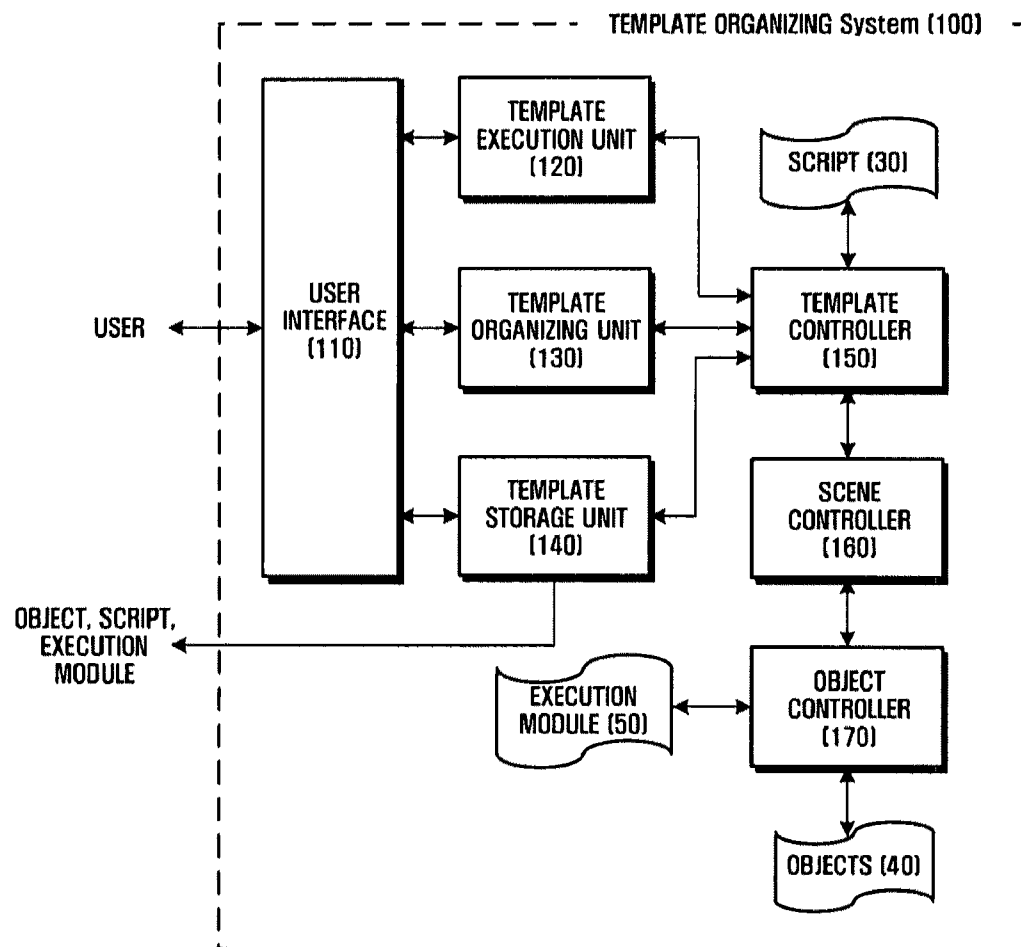 TEMPLATE ORGANIZING System (100)
TEMPLATE
EXECUTION UNIT
(120)
SCRIPT (30)
USER
USER
INTERFACE
(110)
TEMPLATE
ORGANIZING UNIT
(130)
TEMPLATE
CONTROLLER
(150)
TEMPLATE
STORAGE UNIT
(140)
SCENE
CONTROLLER
(160)
OBJECT, SCRIPT,
EXECUTION
MODULE
EXECUTION
MODULE (50)
OBJECT
CONTROLLER
(170)
OBJECTS (40)